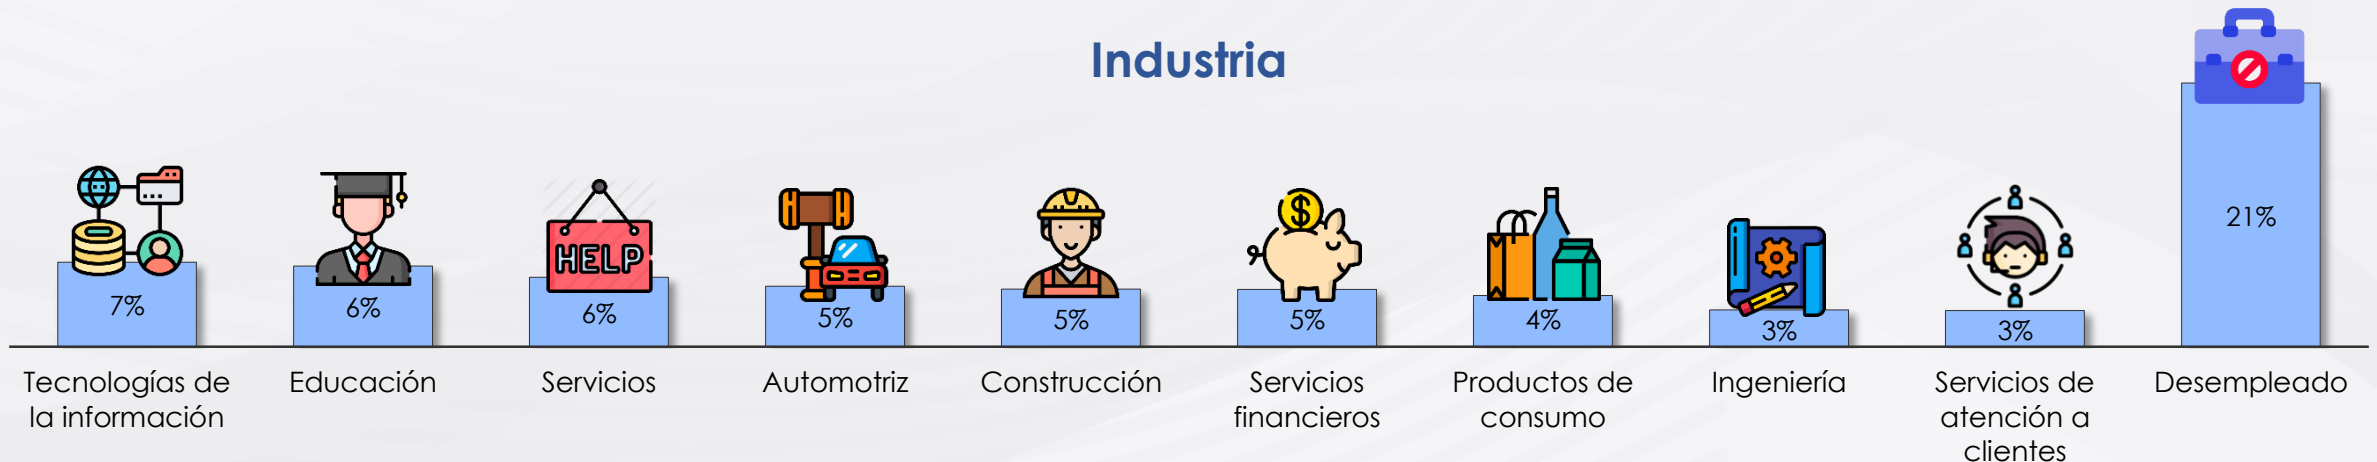 Industria
HELP
$
7%
6%
6%
5%
5%
5%
4%
3%
3%
21%
Tecnologías de
la información
Educación
Servicios
Automotriz
Construcción
Servicios
financieros
Productos de
consumo
Ingeniería
Servicios de
atención a
clientes
Desempleado